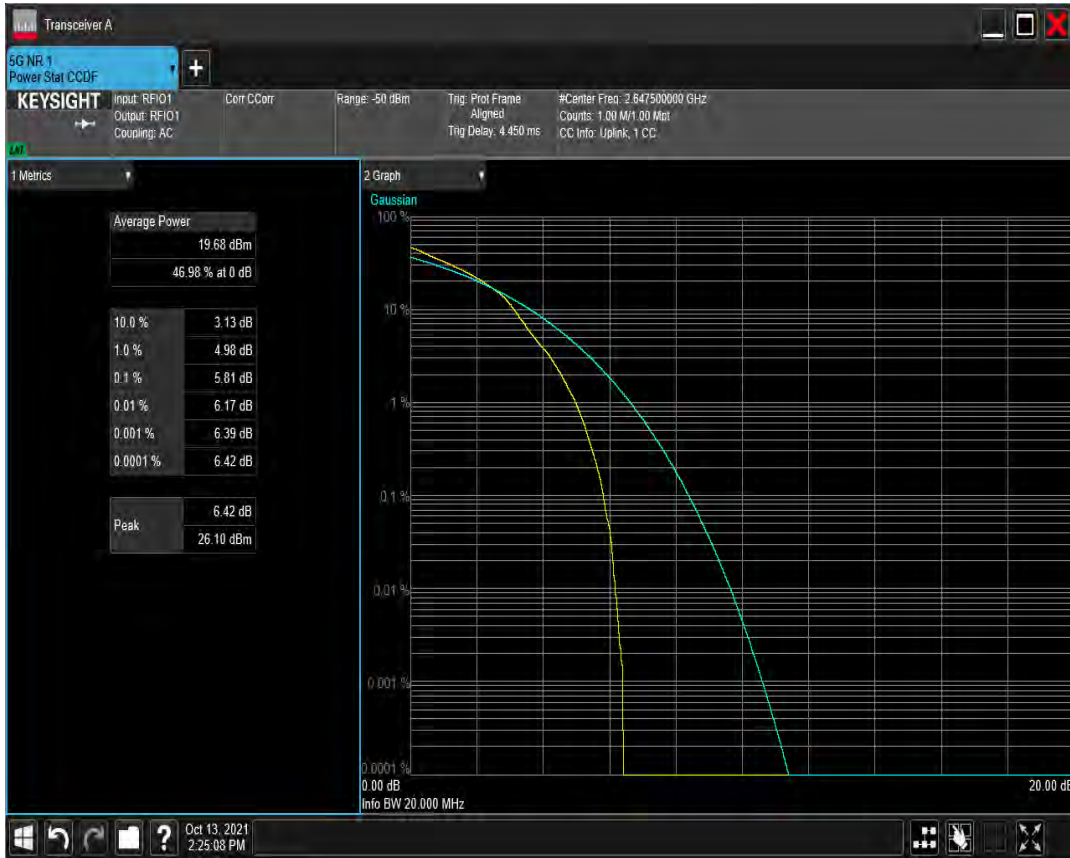 Transceiver A
5G NR 1
Power Stat CCDF
+
KEYSIGHT
Input: RFIO1
Output: RFIO1
Coupling: AC
Corr CCorr
Range: -50 dBm
Trig: Prot Frame
Aligned
Trig Delay: 4.450 ms
#Center Freq: 2.647500000 GHz
Counts: 1.00 M/1.00 Mpt
CC Info: Uplink, 1 CC
1 Metrics
Average Power
19.68 dBm
46.98 % at 0 dB
10.0 % 3.13 dB
1.0 % 4.98 dB
0.1 % 5.81 dB
0.01 % 6.17 dB
0.001 % 6.39 dB
0.0001 % 6.42 dB
Peak
6.42 dB
26.10 dBm
2 Graph
Gaussian
100 %
10 %
1 %
0.1 %
0.01 %
0.001 %
0.0001 %
0.00 dB
20.00 dB
Info BW 20.000 MHz
?
Oct 13, 2021
2:25:08 PM